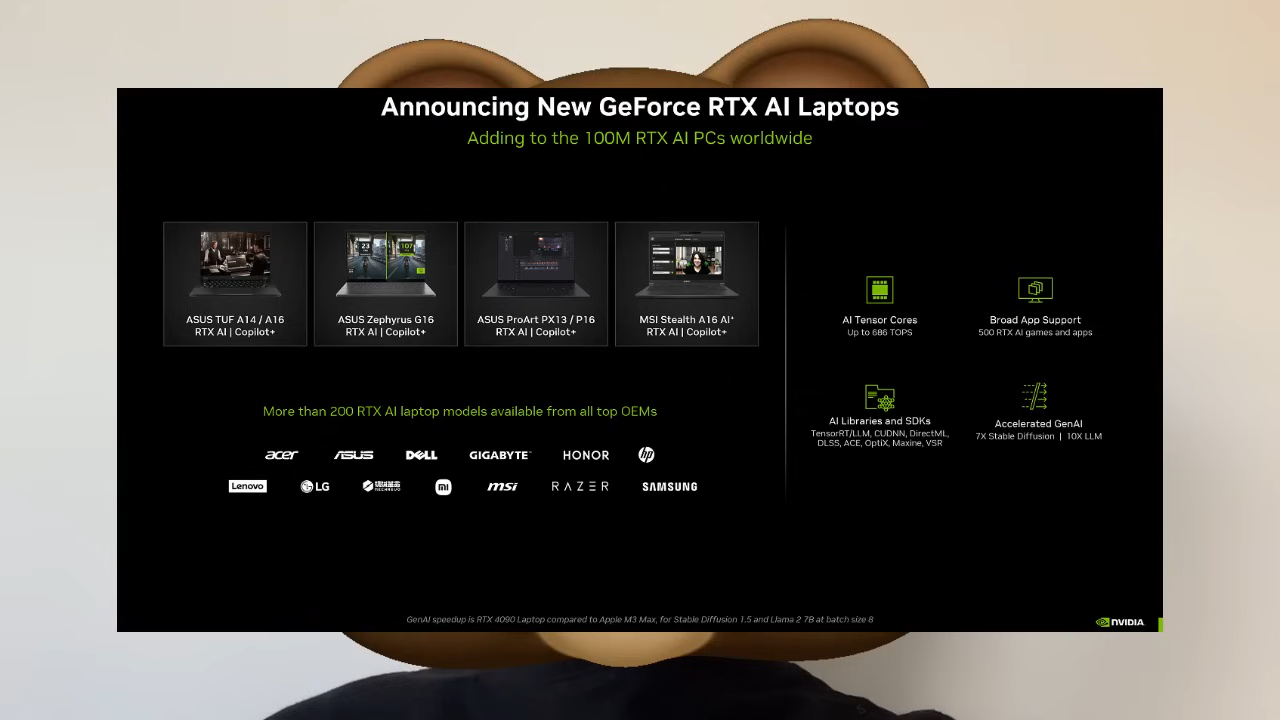 Announcing New GeForce RTX AI Laptops
Adding to the 100M RTX AI PCs worldwide
ASUS TUF A14 / A16
RTX AI | Copilot+
ASUS Zephyrus G16
RTX AI | Copilot+
ASUS ProArt PX13 / P16
RTX AI | Copilot+
MSI Stealth A16 AI+
RTX AI | Copilot+
More than 200 RTX AI laptop models available from all top OEMs
acer ASUS DELL GIGABYTE HONOR hp
Lenovo LG mi msi RAZER SAMSUNG
AI Tensor Cores
Up to 686 TOPS
Broad App Support
500 RTX AI games and apps
AI Libraries and SDKs
TensorRT/LLM, CUDNN, DirectML,
DLSS, ACE, OptiX, Maxine, VSR
Accelerated GenAI
7X Stable Diffusion | 10X LLM
GenAI speedup is RTX 4090 Laptop compared to Apple M3 Max, for Stable Diffusion 1.5 and Llama 2 7B at batch size 8
NVIDIA